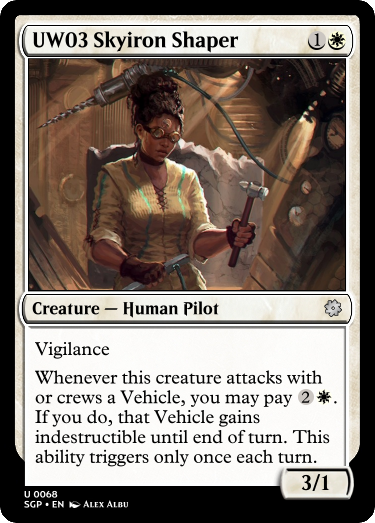 UW03 Skyiron Shaper 1
Creature — Human Pilot
Vigilance
Whenever this creature attacks with
or crews a Vehicle, you may pay 2.
If you do, that Vehicle gains
indestructible until end of turn. This
ability triggers only once each turn.
3/1
U 0068
SGP • EN Alex Albu